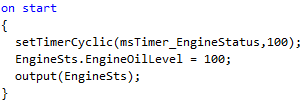 on start
{
  setTimerCyclic(msTimer_EngineStatus,100);
  EngineSts.EngineOilLevel = 100;
  output(EngineSts);
}